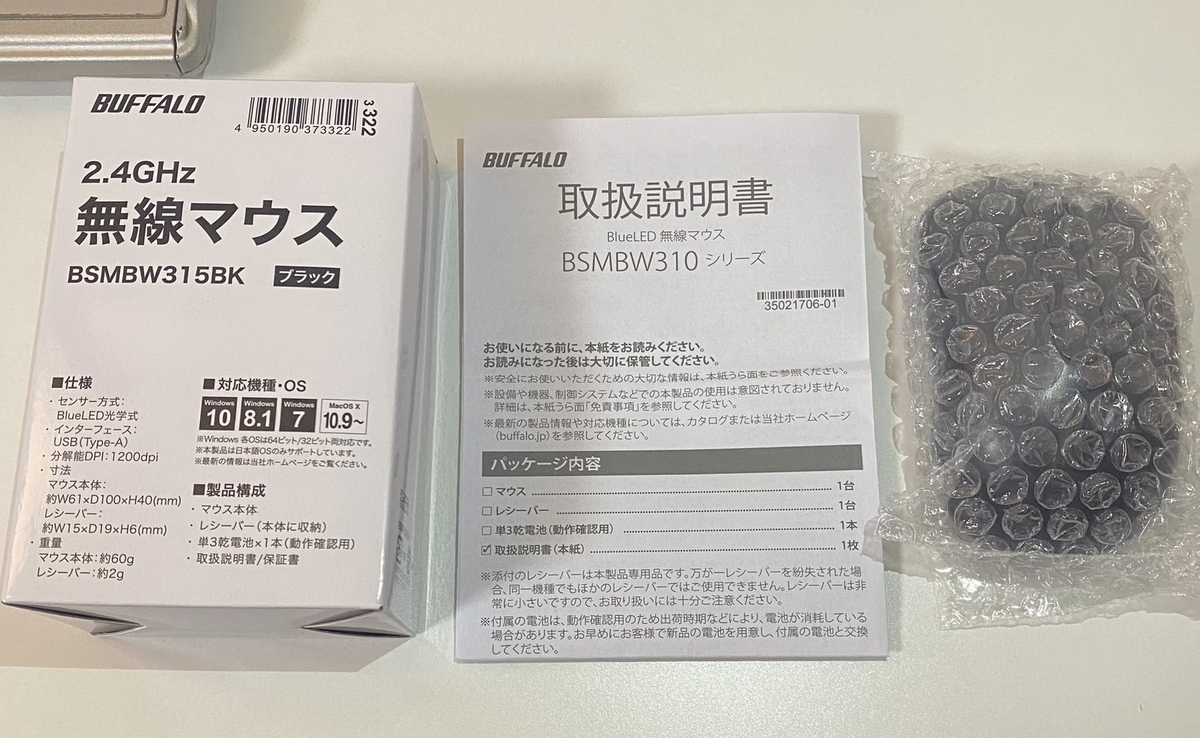 BUFFALO
3 322
4 950190 373322
2.4GHz
無線マウス
BSMBW315BK ブラック
■仕様
・センサー方式:
BlueLED光学式
・インターフェース:
USB(Type-A)
・分解能DPI:1200dpi
・寸法
マウス本体:
約W61×D100×H40(mm)
レシーバー:
約W15×D19×H6(mm)
・重量
マウス本体:約60g
レシーバー:約2g
■対応機種・OS
Windows 10 Windows 8.1 Windows 7 MacOS X 10.9~
※Windows 各OSは64ビット/32ビット両対応です。
※本製品は日本語OSのみサポートしています。
※最新の情報は当社ホームページをご覧ください。
■製品構成
・マウス本体
・レシーバー(本体に収納)
・単3乾電池×1本(動作確認用)
・取扱説明書/保証書
BUFFALO
取扱説明書
BlueLED 無線マウス
BSMBW310 シリーズ
35021706-01
お使いになる前に、本紙をお読みください。
お読みになった後は大切に保管してください。
※安全にお使いいただくための大切な情報は、本紙うら面をご参照ください。
※設備や機器、制御システムなどでの本製品の使用は意図されておりません。
詳細は、本紙うら面「免責事項」を参照してください。
※最新の製品情報や対応機種については、カタログまたは当社ホームページ
(buffalo.jp)を参照してください。
パッケージ内容
□ マウス ........ 1台
□ レシーバー ........ 1台
□ 単3乾電池(動作確認用) ........ 1本
☑ 取扱説明書(本紙) ........ 1枚
※添付のレシーバーは本製品専用品です。万が一レシーバーを紛失された場
合、同一機種でもほかのレシーバーではご使用できません。レシーバーは非
常に小さいですので、お取り扱いには十分ご注意ください。
※付属の電池は、動作確認用のため出荷時期などにより、電池が消耗している
場合があります。お早めにお客様で新品の電池を用意し、付属の電池と交換
してください。